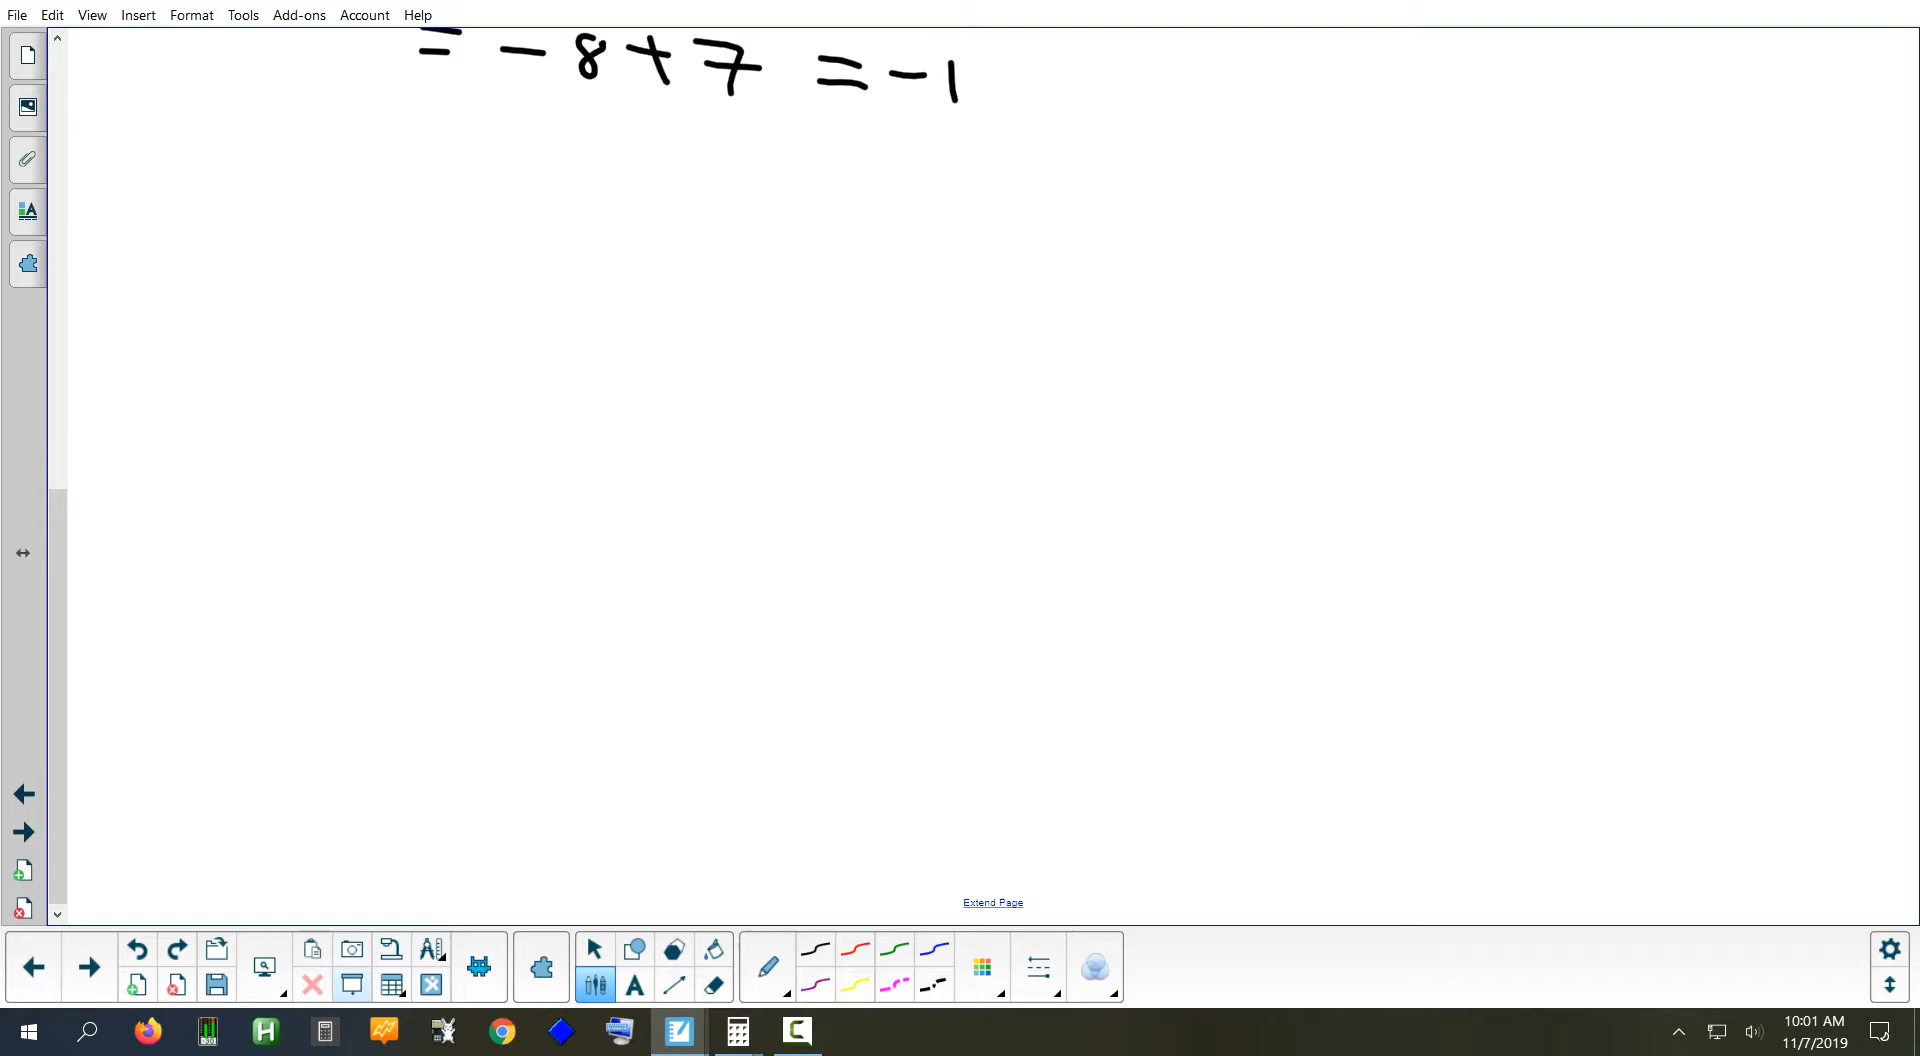 File Edit View Insert Format Tools Add-ons Account Help
= - 8 + 7 = - 1
Extend Page
10:01 AM
11/7/2019